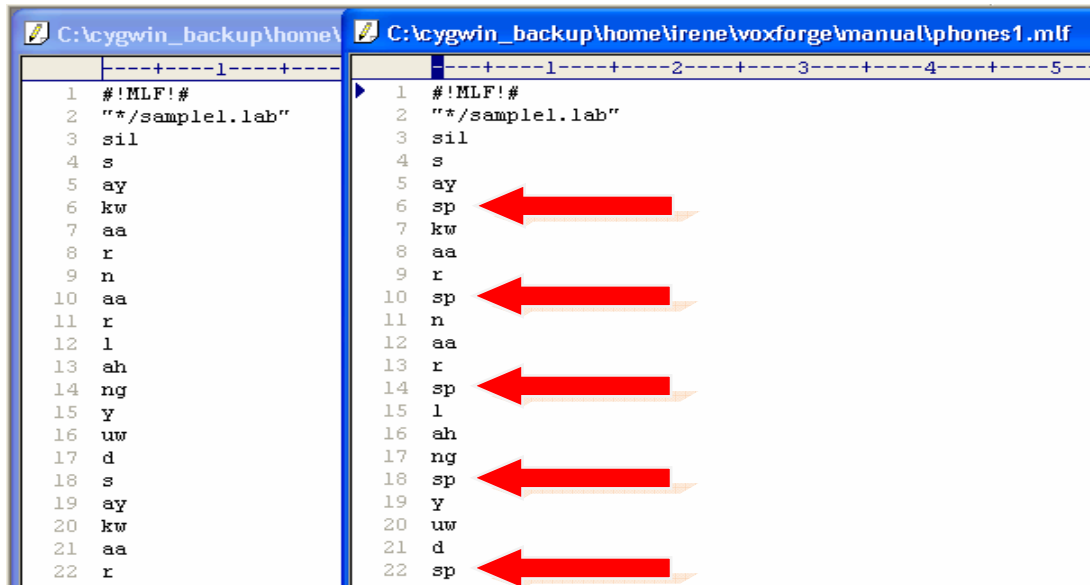 C:\cygwin_backup\home\
----+----1----+----
1 #!MLF!#
2 "*/sample1.lab"
3 sil
4 s
5 ay
6 kw
7 aa
8 r
9 n
10 aa
11 r
12 l
13 ah
14 ng
15 y
16 uw
17 d
18 s
19 ay
20 kw
21 aa
22 r
C:\cygwin_backup\home\irene\voxforge\manual\phones1.mlf
----+----1----+----2----+----3----+----4----+----5--
1 #!MLF!#
2 "*/sample1.lab"
3 sil
4 s
5 ay
6 sp
7 kw
8 aa
9 r
10 sp
11 n
12 aa
13 r
14 sp
15 l
16 ah
17 ng
18 sp
19 y
20 uw
21 d
22 sp